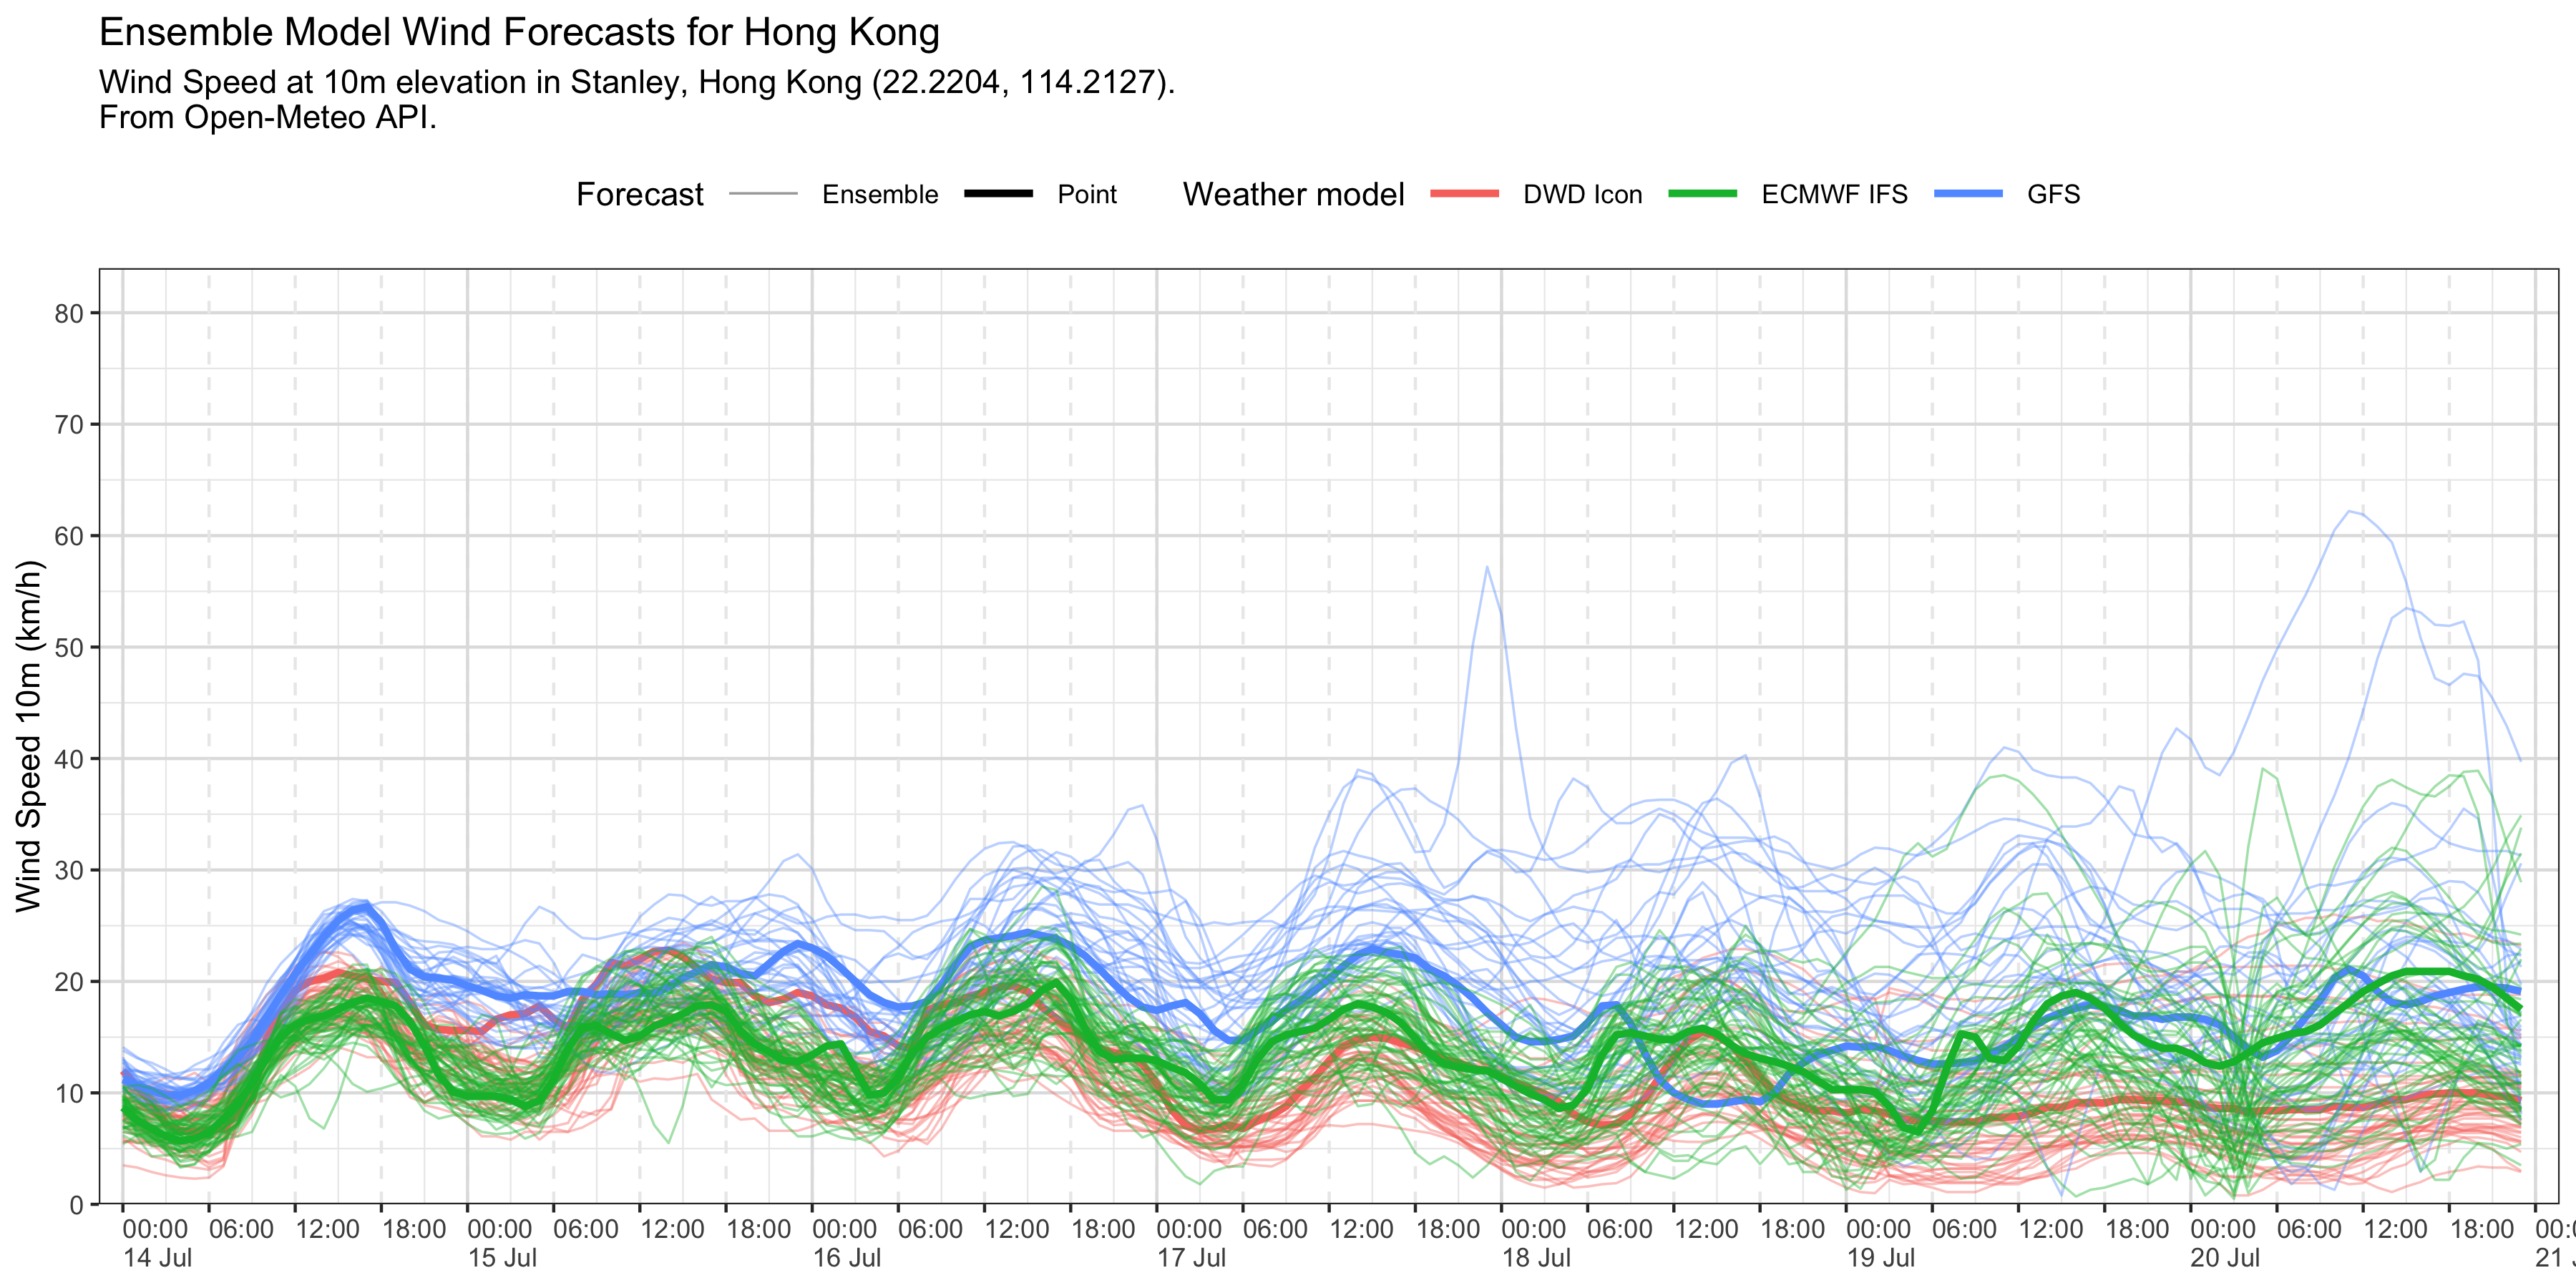 Ensemble Model Wind Forecasts for Hong Kong
Wind Speed at 10m elevation in Stanley, Hong Kong (22.2204, 114.2127).
From Open-Meteo API.
Forecast Ensemble Point Weather model DWD Icon ECMWF IFS GFS
Wind Speed 10m (km/h)
80
70
60
50
40
30
20
10
0
00:00 06:00 12:00 18:00 00:00 06:00 12:00 18:00 00:00 06:00 12:00 18:00 00:00 06:00 12:00 18:00 00:00 06:00 12:00 18:00 00:00 06:00 12:00 18:00 00:00 06:00 12:00 18:00
14 Jul 15 Jul 16 Jul 17 Jul 18 Jul 19 Jul 20 Jul 21